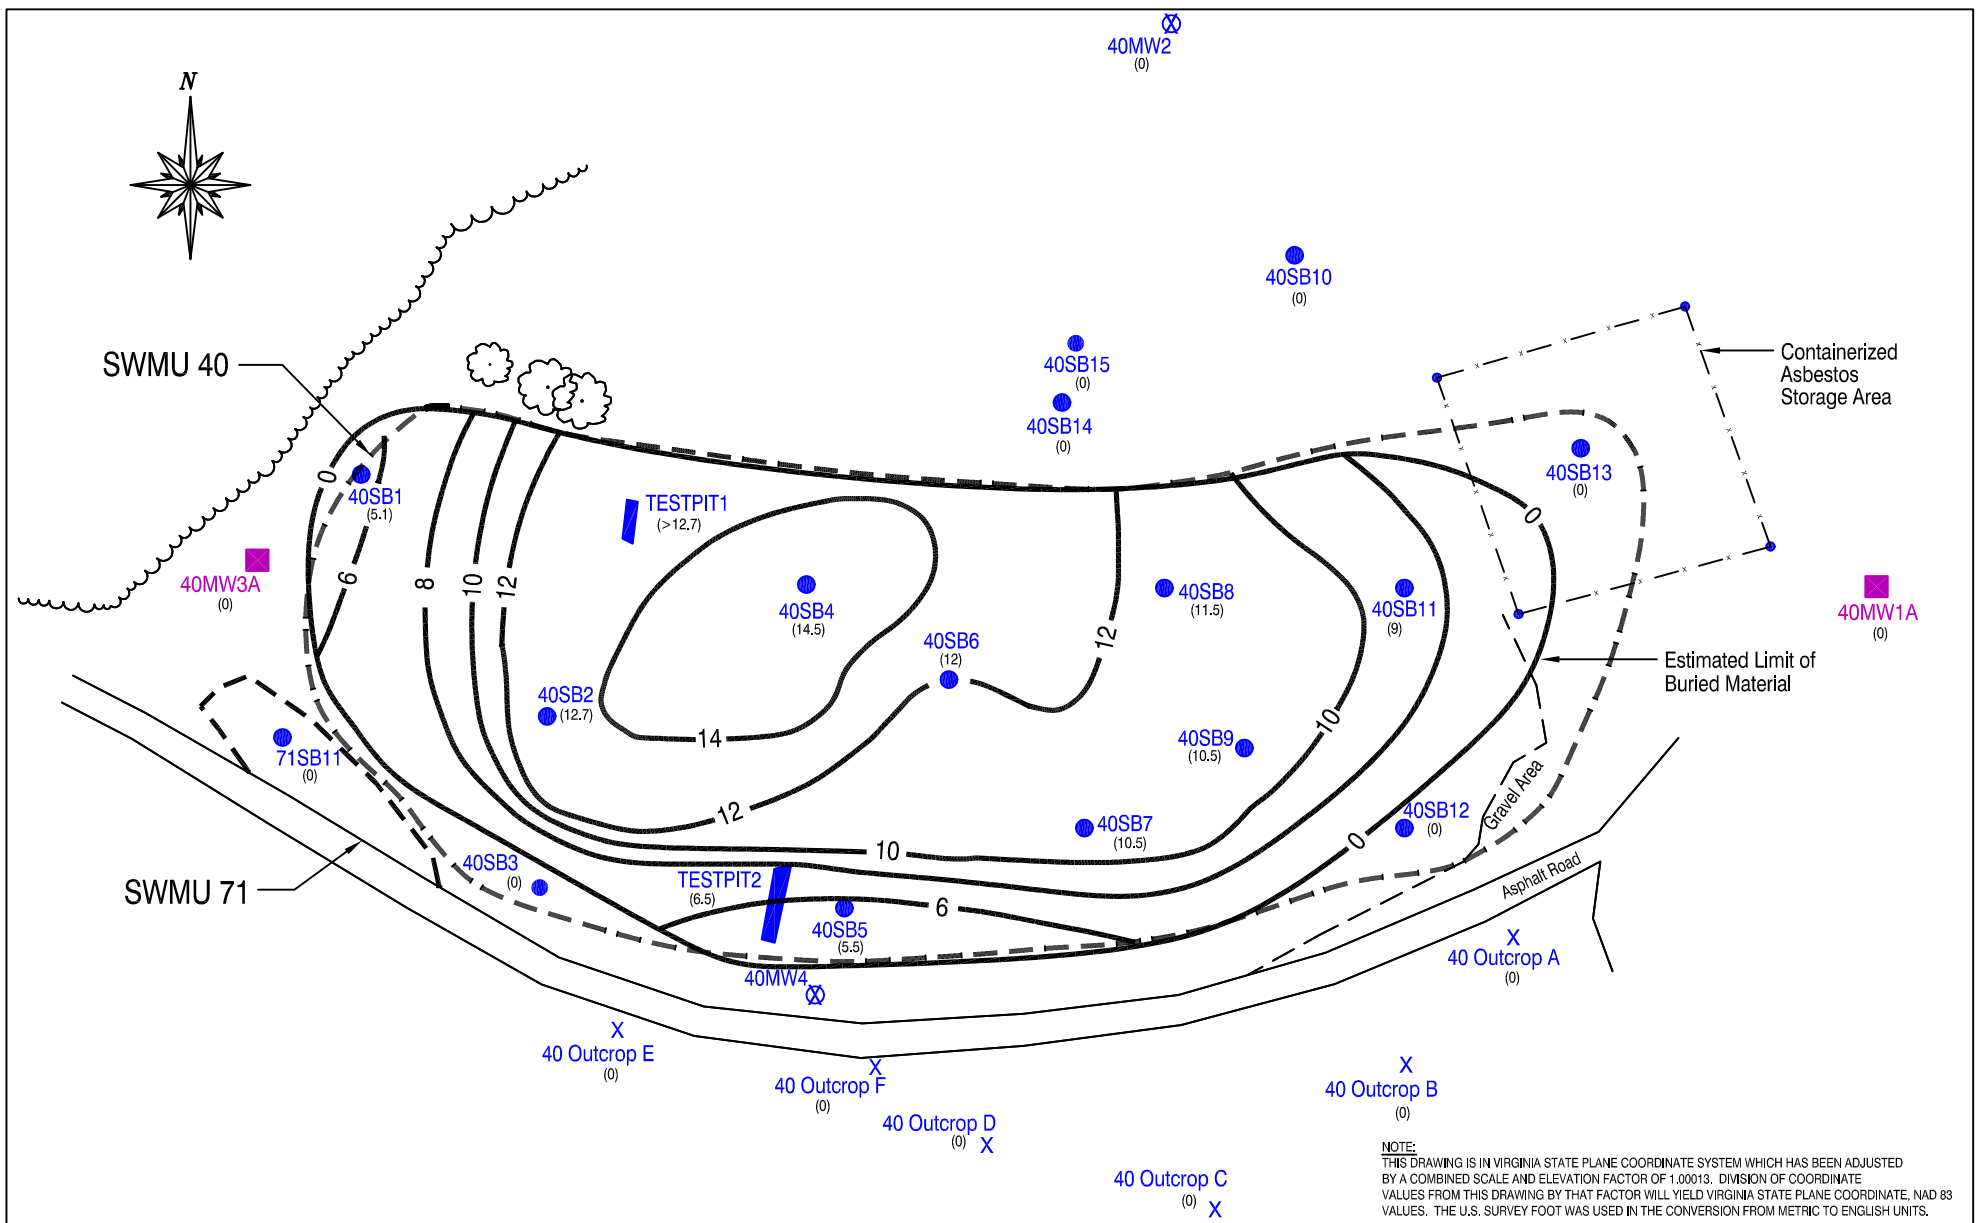 N
40MW2
(0)
40SB10
(0)
SWMU 40
40SB15
(0)
Containerized
Asbestos
Storage Area
40SB14
(0)
40SB13
(0)
0
40SB1
(5.1)
TESTPIT1
(>12.7)
0
40MW3A
(0)
6
8
10
12
40SB4
(14.5)
40SB8
(11.5)
40SB11
(9)
40MW1A
(0)
40SB6
(12)
12
Estimated Limit of
Buried Material
40SB2
(12.7)
14
10
40SB9
(10.5)
71SB11
(0)
Gravel Area
12
40SB7
(10.5)
40SB12
(0)
0
10
40SB3
(0)
TESTPIT2
(6.5)
Asphalt Road
SWMU 71
6
40SB5
(5.5)
X
40 Outcrop A
(0)
40MW4
X
40 Outcrop E
(0)
X
40 Outcrop F
(0)
X
40 Outcrop B
(0)
40 Outcrop D
(0) X
40 Outcrop C
(0) X
NOTE:
THIS DRAWING IS IN VIRGINIA STATE PLANE COORDINATE SYSTEM WHICH HAS BEEN ADJUSTED
BY A COMBINED SCALE AND ELEVATION FACTOR OF 1.00013. DIVISION OF COORDINATE
VALUES FROM THIS DRAWING BY THAT FACTOR WILL YIELD VIRGINIA STATE PLANE COORDINATE, NAD 83
VALUES. THE U.S. SURVEY FOOT WAS USED IN THE CONVERSION FROM METRIC TO ENGLISH UNITS.